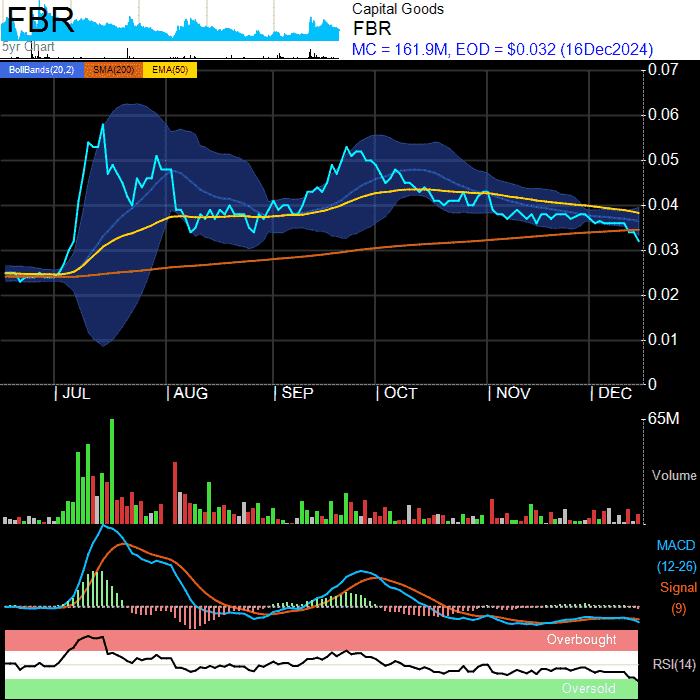 FBR
5yr Chart
Capital Goods
FBR
MC = 161.9M, EOD = $0.032 (16Dec2024)
BollBands(20,2) SMA(200) EMA(50)
0.07
0.06
0.05
0.04
0.03
0.02
0.01
0
| JUL | AUG | SEP | OCT | NOV | DEC
65M
Volume
MACD
(12-26)
Signal
(9)
Overbought
RSI(14)
Oversold